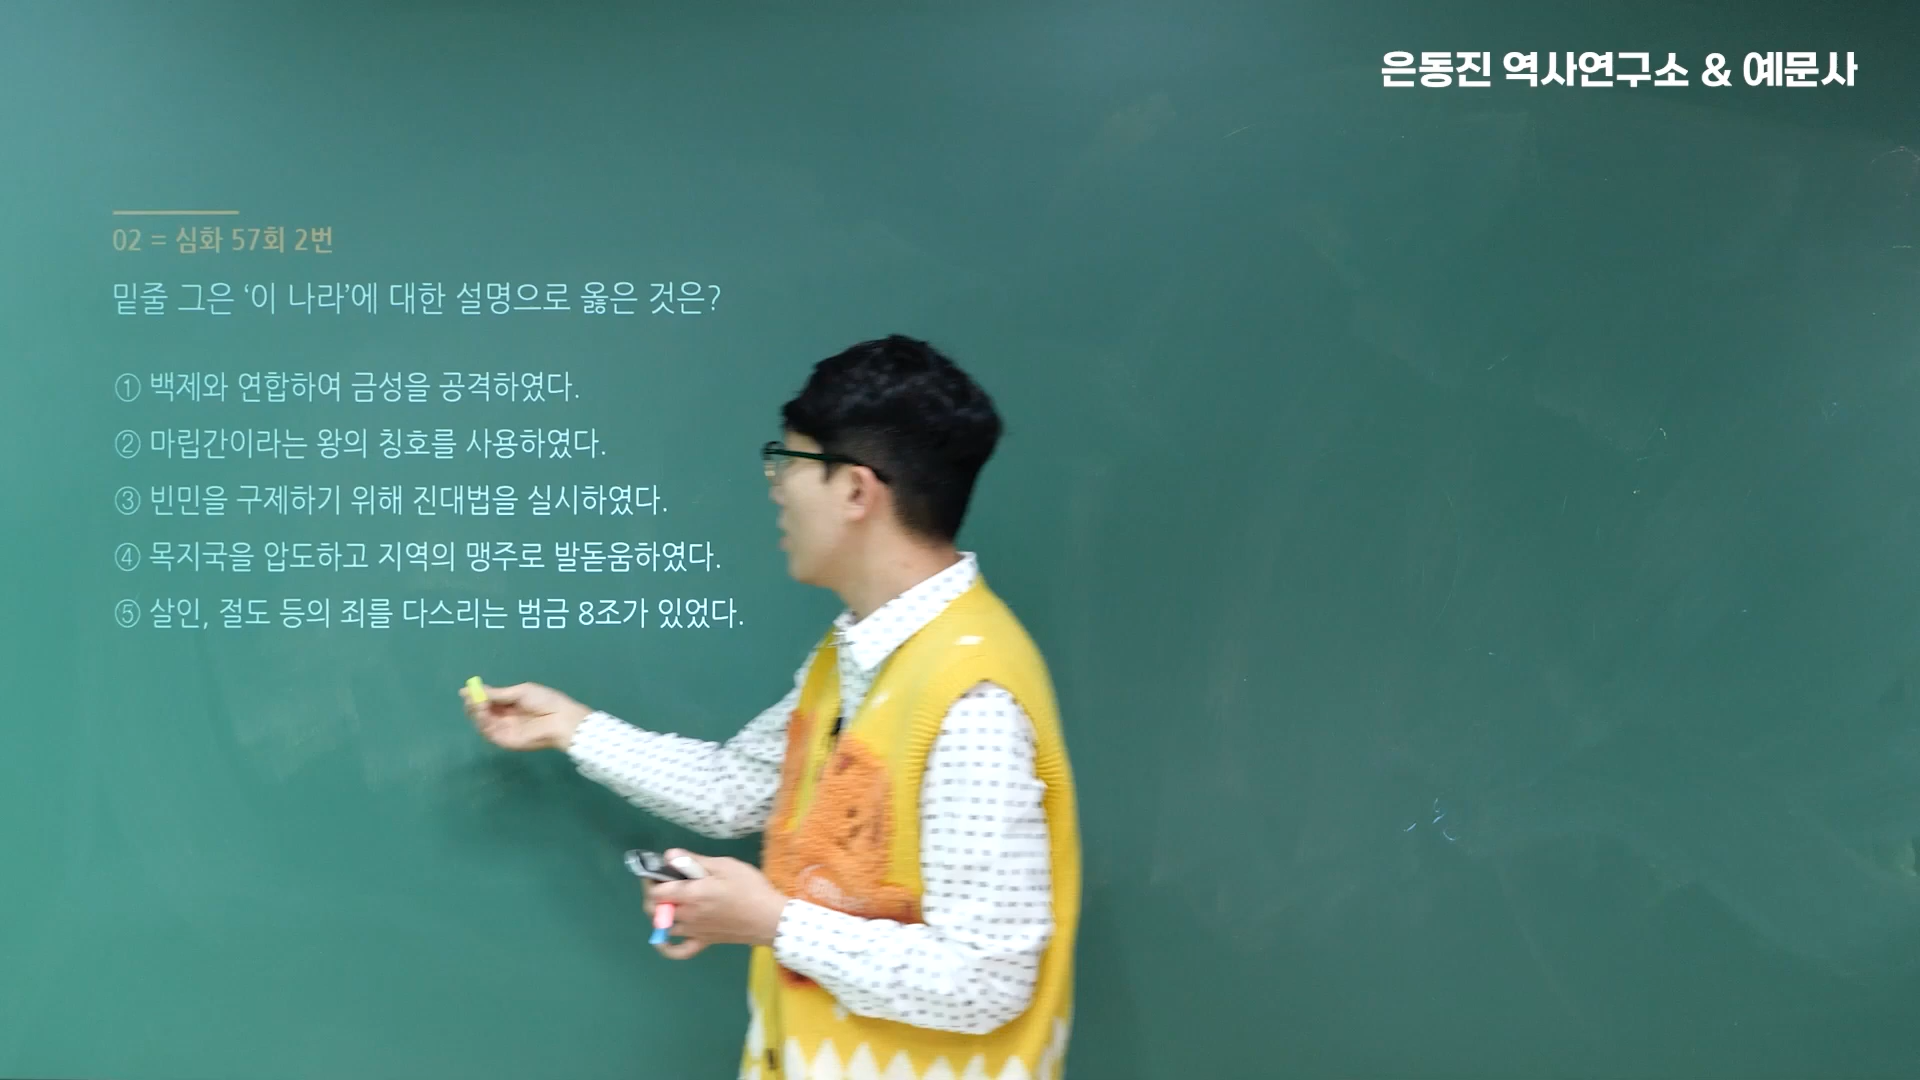 은동진 역사연구소 & 예문사
02 = 심화 57회 2번
밑줄 그은 ‘이 나라’에 대한 설명으로 옳은 것은?
① 백제와 연합하여 금성을 공격하였다.
② 마립간이라는 왕의 칭호를 사용하였다.
③ 빈민을 구제하기 위해 진대법을 실시하였다.
④ 목지국을 압도하고 지역의 맹주로 발돋움하였다.
⑤ 살인, 절도 등의 죄를 다스리는 범금 8조가 있었다.